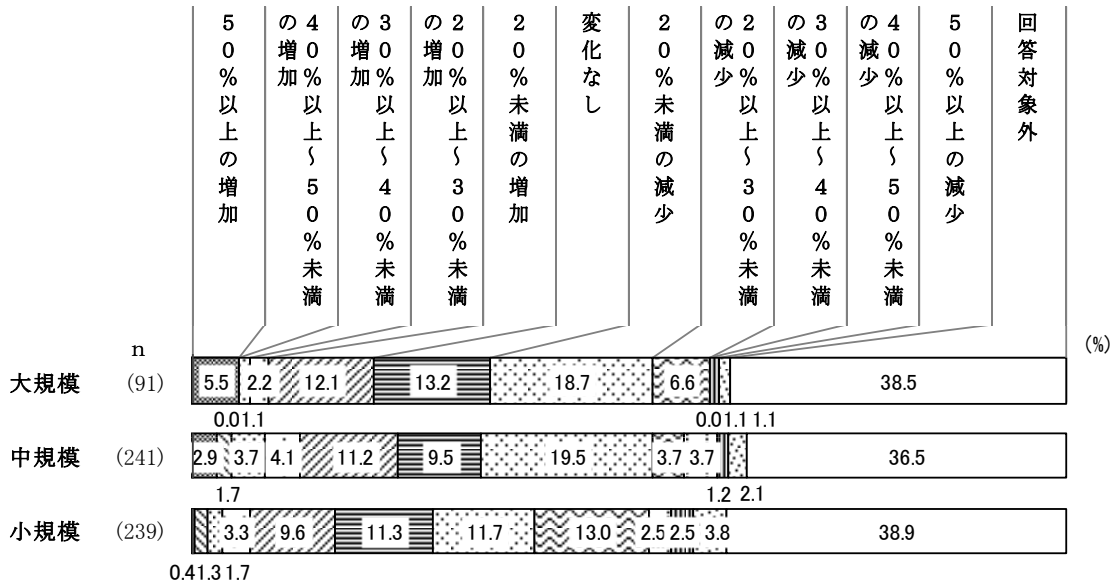 50%以上の増加
40%以上～50%未満
の増加
30%以上～40%未満
の増加
20%以上～30%未満
の増加
20%未満の増加
変化なし
20%未満の減少
20%以上～30%未満
の減少
30%以上～40%未満
の減少
40%以上～50%未満
の減少
50%以上の減少
回答対象外
n
(%)
大規模 (91) 5.5 2.2 12.1 13.2 18.7 6.6 38.5
0.0 1.1 0.0 1.1 1.1
中規模 (241) 2.9 3.7 4.1 11.2 9.5 19.5 3.7 3.7 36.5
1.7 1.2 2.1
小規模 (239) 3.3 9.6 11.3 11.7 13.0 2.5 2.5 3.8 38.9
0.4 1.3 1.7